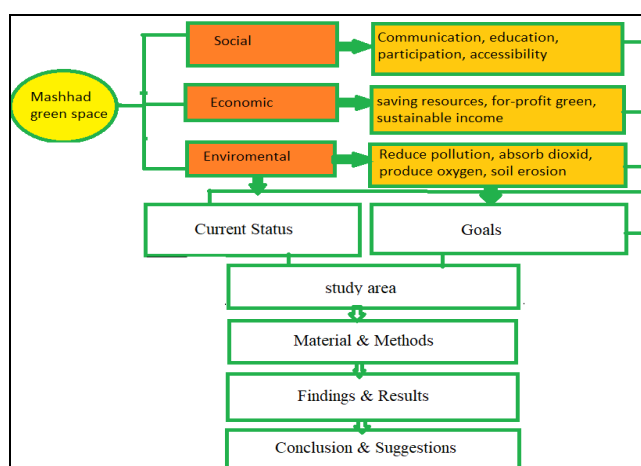 Social
Communication, education,
participation, accessibility
Mashhad
green space
Economic
saving resources, for-profit green,
sustainable income
Enviromental
Reduce pollution, absorb dioxid,
produce oxygen, soil erosion
Current Status
Goals
study area
Material & Methods
Findings & Results
Conclusion & Suggestions